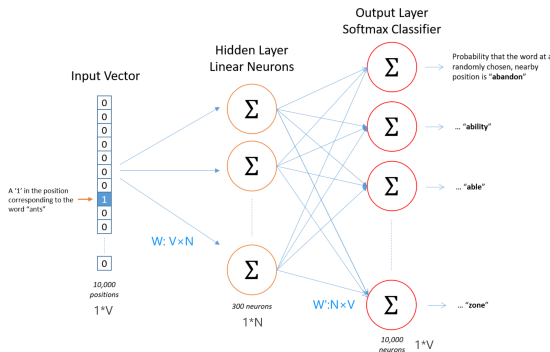 Output Layer
Softmax Classifier
Hidden Layer
Linear Neurons
Input Vector
0
0
0
0
0
0
0
1
0
0
0
A ‘1’ in the position
corresponding to the
word “ants”
10,000
positions
1*V
W: V×N
Σ
Σ
Σ
300 neurons
1*N
W':N×V
Σ
Σ
Σ
Σ
10,000
neurons
1*V
Probability that the word at a
randomly chosen, nearby
position is “abandon”
... “ability”
... “able”
... “zone”